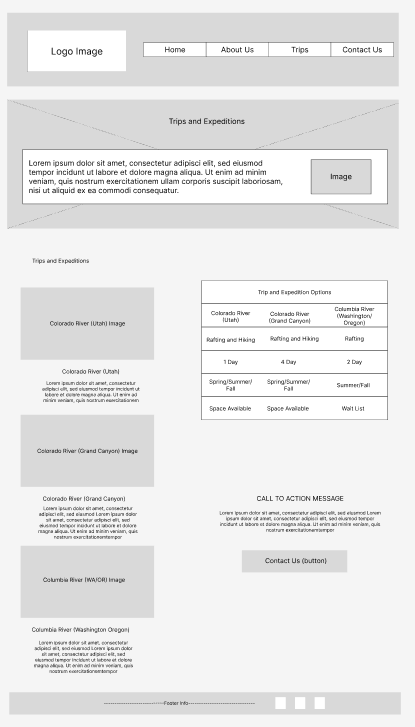 Logo Image
Home
About Us
Trips
Contact Us
Trips and Expeditions
Lorem ipsum dolor sit amet, consectetur adipisci elit, sed eiusmod
tempor incidunt ut labore et dolore magna aliqua. Ut enim ad minim
veniam, quis nostrum exercitationem ullam corporis suscipit laboriosam,
nisi ut aliquid ex ea commodi consequatur.
Image
Trips and Expeditions
Colorado River (Utah) Image
Colorado River (Utah)
Lorem ipsum dolor sit amet, consectetur
adipisci elit, sed eiusmod tempor incidunt ut
labore et dolore magna aliqua. Ut enim ad
minim veniam, quis nostrum exercitationem
Colorado River (Grand Canyon) Image
Colorado River (Grand Canyon)
Lorem ipsum dolor sit amet, consectetur
adipisci elit, sed eiusmod Lorem ipsum
dolor sit amet, consectetur adipisci
elit, sed eiusmod tempor incidunt ut
labore et dolore magna aliqua. Ut enim ad
minim veniam, quis nostrum
exercitationemtempor
Columbia River (WA/OR) Image
Columbia River (Washington Oregon)
Lorem ipsum dolor sit amet, consectetur
adipisci elit, sed eiusmod Lorem ipsum
dolor sit amet, consectetur adipisci
elit, sed eiusmod tempor incidunt ut
labore et dolore magna aliqua. Ut enim ad
minim veniam, quis nostrum
exercitationemtempor
Trip and Expedition Options
Colorado River
(Utah)
Colorado River
(Grand Canyon)
Columbia River
(Washington/
Oregon)
Rafting and Hiking
Rafting and Hiking
Rafting
1 Day
4 Day
2 Day
Spring/Summer/
Fall
Spring/Summer/
Fall
Summer/Fall
Space Available
Space Available
Wait List
CALL TO ACTION MESSAGE
Lorem ipsum dolor sit amet, consectetur adipisci elit, sed eiusmod Lorem
ipsum dolor sit amet, consectetur adipisci elit, sed eiusmod tempor incidunt
ut labore et dolore magna aliqua. Ut enim ad minim veniam, quis nostrum
exercitationemtempor
Contact Us (button)
----------------------------Footer Info--------------------------------